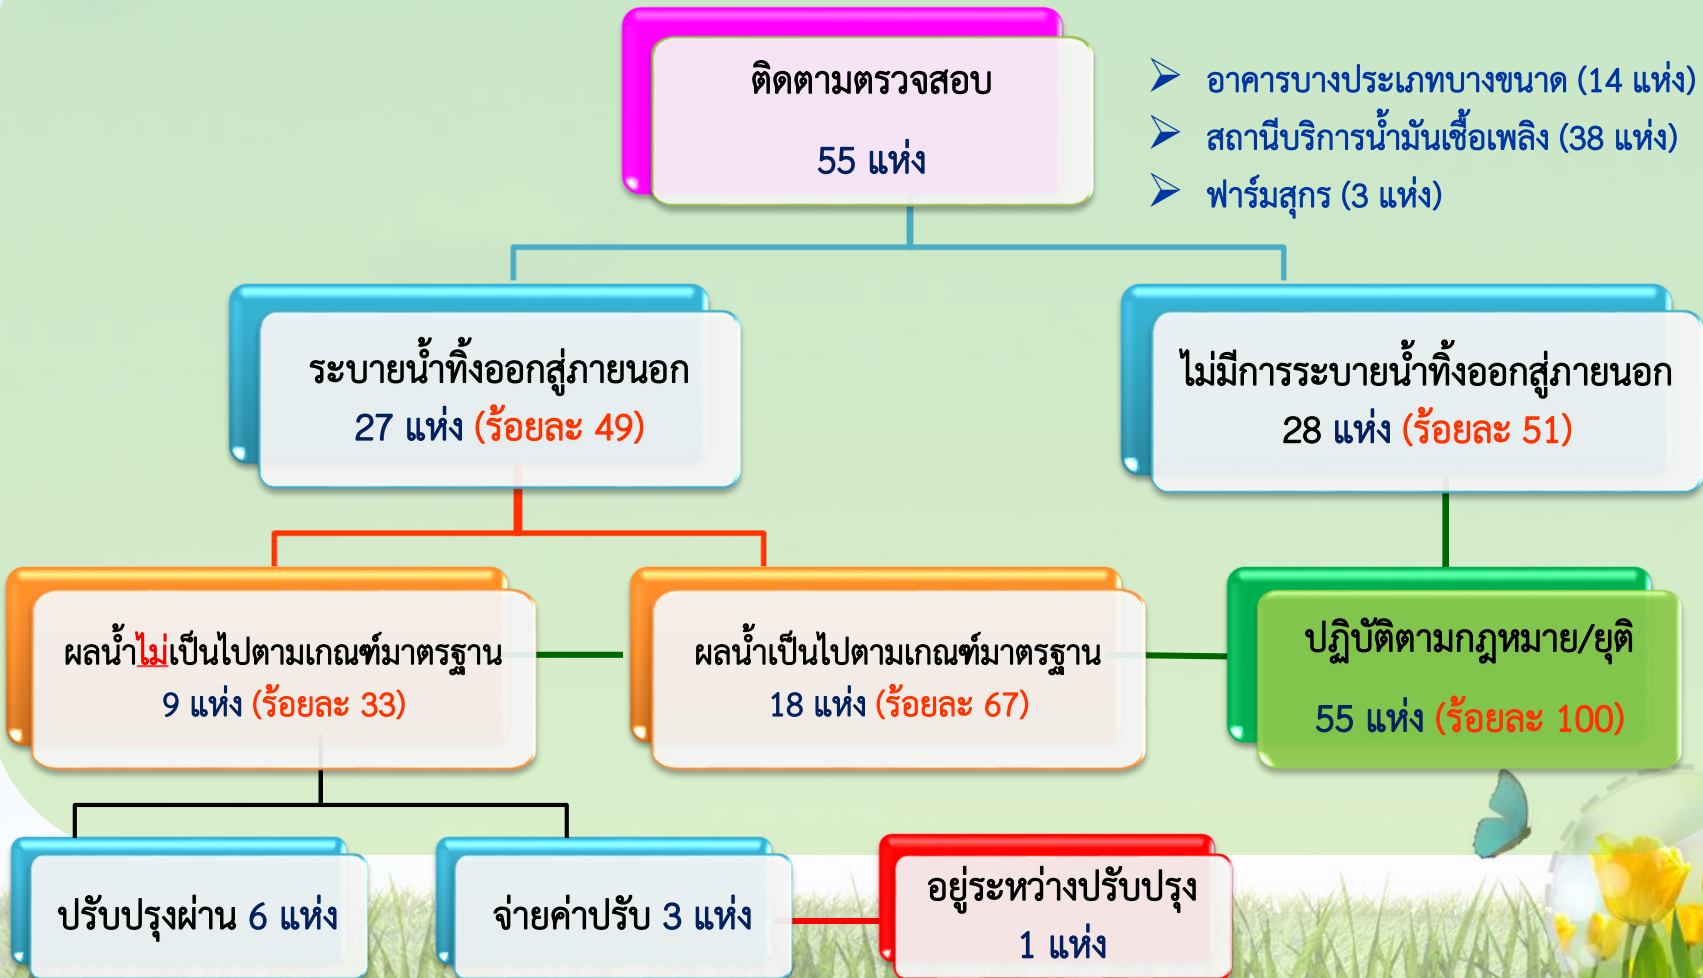 ติดตามตรวจสอบ
55 แห่ง
อาคารบางประเภทบางขนาด (14 แห่ง)
สถานีบริการน้ำมันเชื้อเพลิง (38 แห่ง)
ฟาร์มสุกร (3 แห่ง)
ระบายน้ำทิ้งออกสู่ภายนอก
27 แห่ง (ร้อยละ 49)
ไม่มีการระบายน้ำทิ้งออกสู่ภายนอก
28 แห่ง (ร้อยละ 51)
ผลน้ำไม่เป็นไปตามเกณฑ์มาตรฐาน
9 แห่ง (ร้อยละ 33)
ผลน้ำเป็นไปตามเกณฑ์มาตรฐาน
18 แห่ง (ร้อยละ 67)
ปฏิบัติตามกฎหมาย/ยุติ
55 แห่ง (ร้อยละ 100)
ปรับปรุงผ่าน 6 แห่ง
จ่ายค่าปรับ 3 แห่ง
อยู่ระหว่างปรับปรุง
1 แห่ง